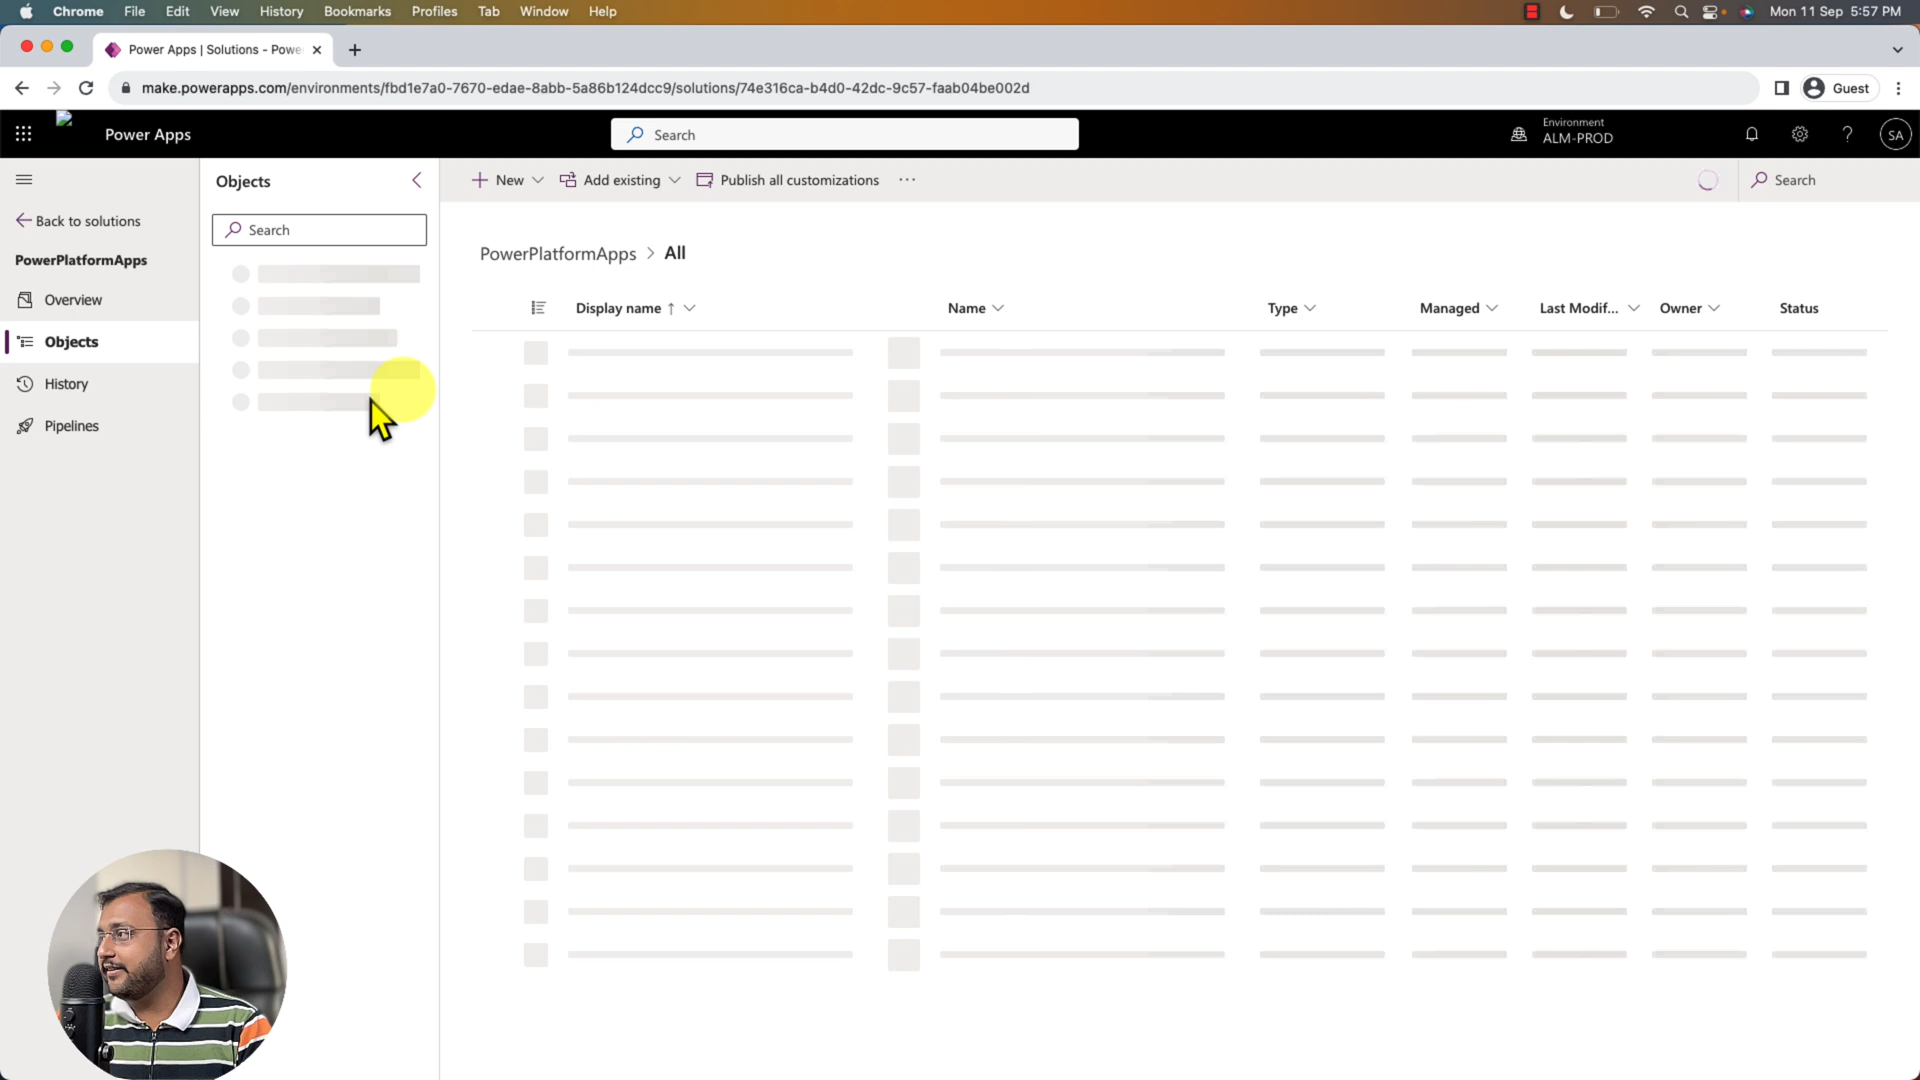 Chrome File Edit View History Bookmarks Profiles Tab Window Help Mon 11 Sep 5:57 PM
Power Apps | Solutions - Powe
make.powerapps.com/environments/fbd1e7a0-7670-edae-8abb-5a86b124dcc9/solutions/74e316ca-b4d0-42dc-9c57-faab04be002d Guest
Power Apps Search Environment
ALM-PROD SA
Objects New Add existing Publish all customizations ... Search
Back to solutions Search
PowerPlatformApps
Overview
Objects
History
Pipelines
PowerPlatformApps > All
Display name ↑ Name Type Managed Last Modif... Owner Status